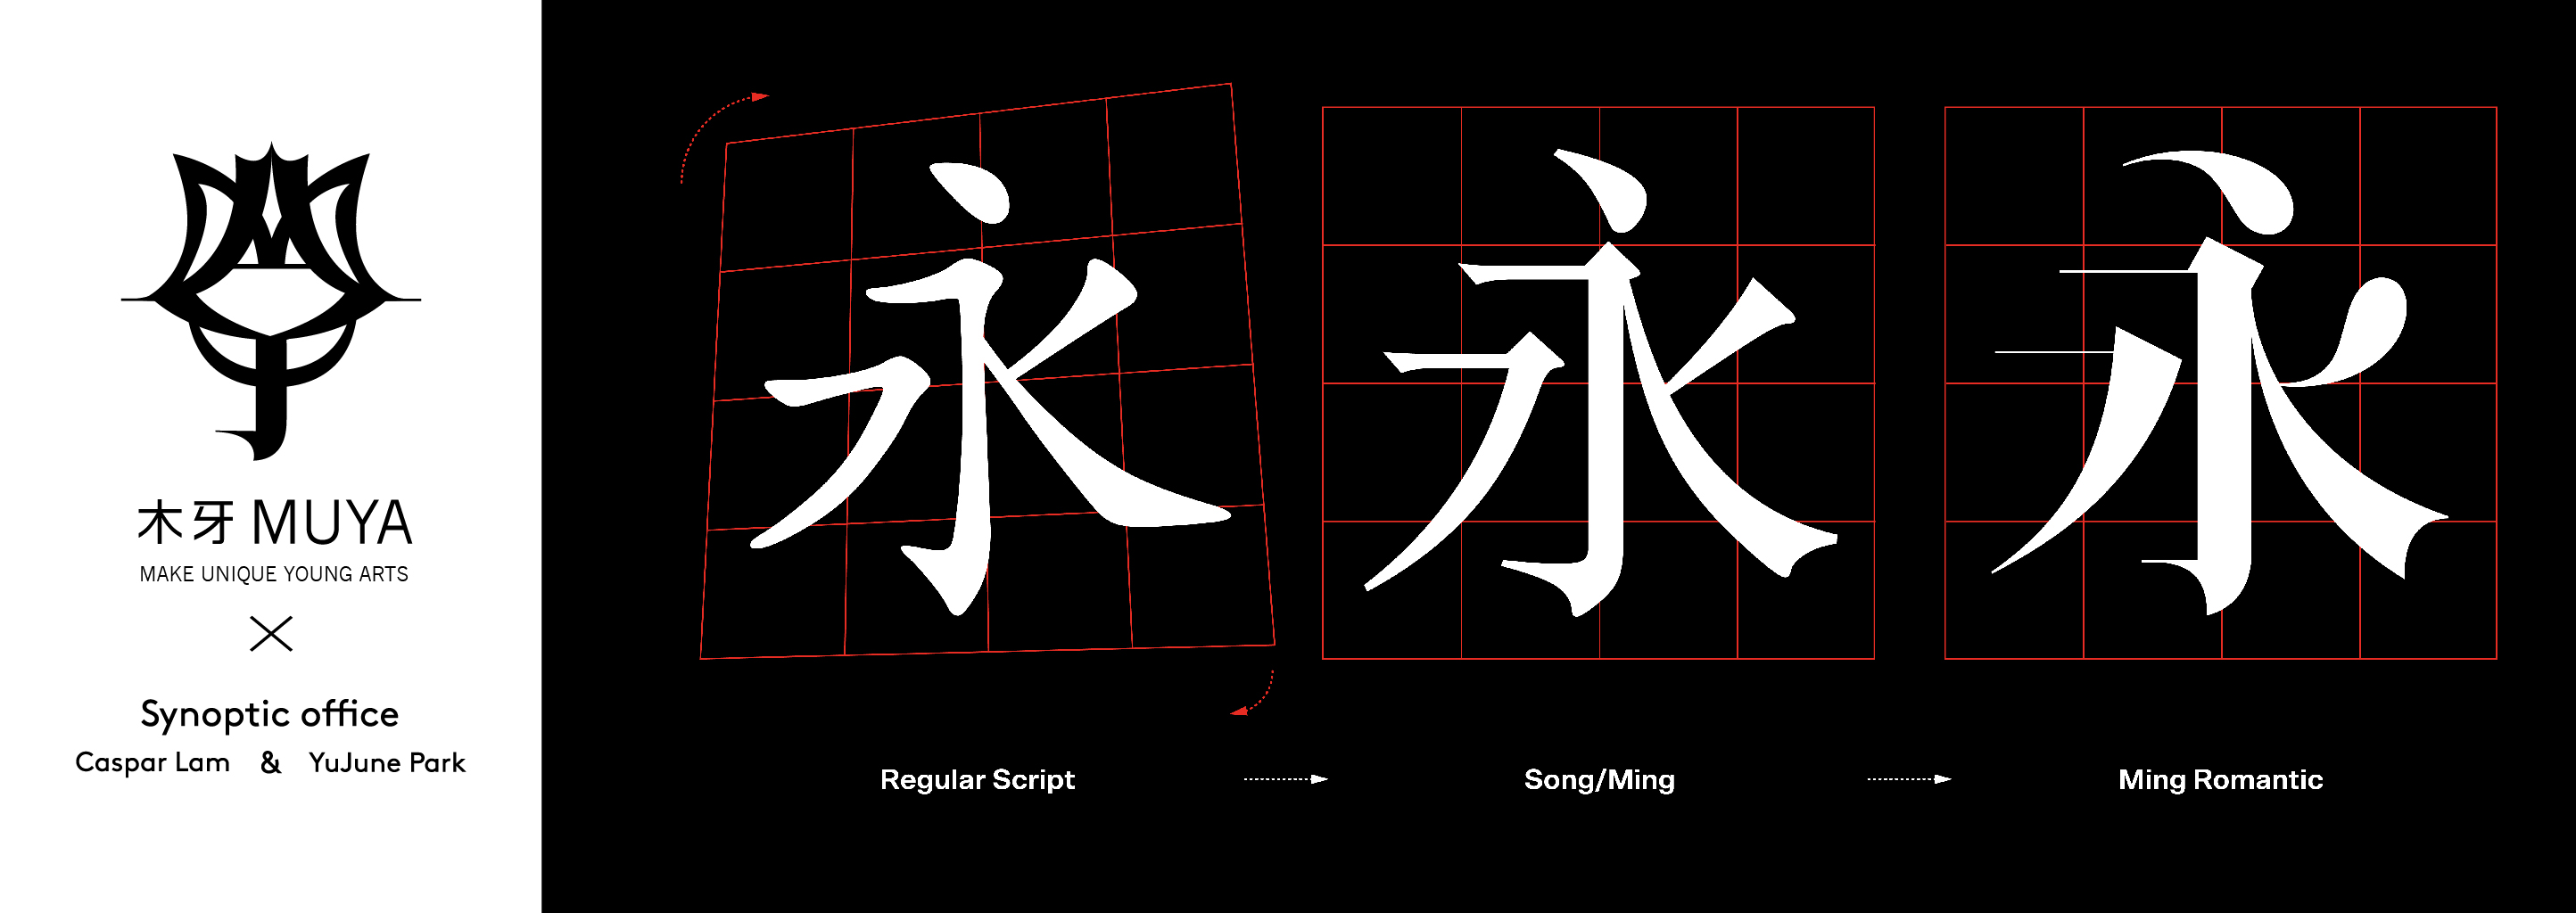 木牙 MUYA
MAKE UNIQUE YOUNG ARTS
×
Synoptic office
Caspar Lam & YuJune Park
永
永
永
Regular Script
Song/Ming
Ming Romantic